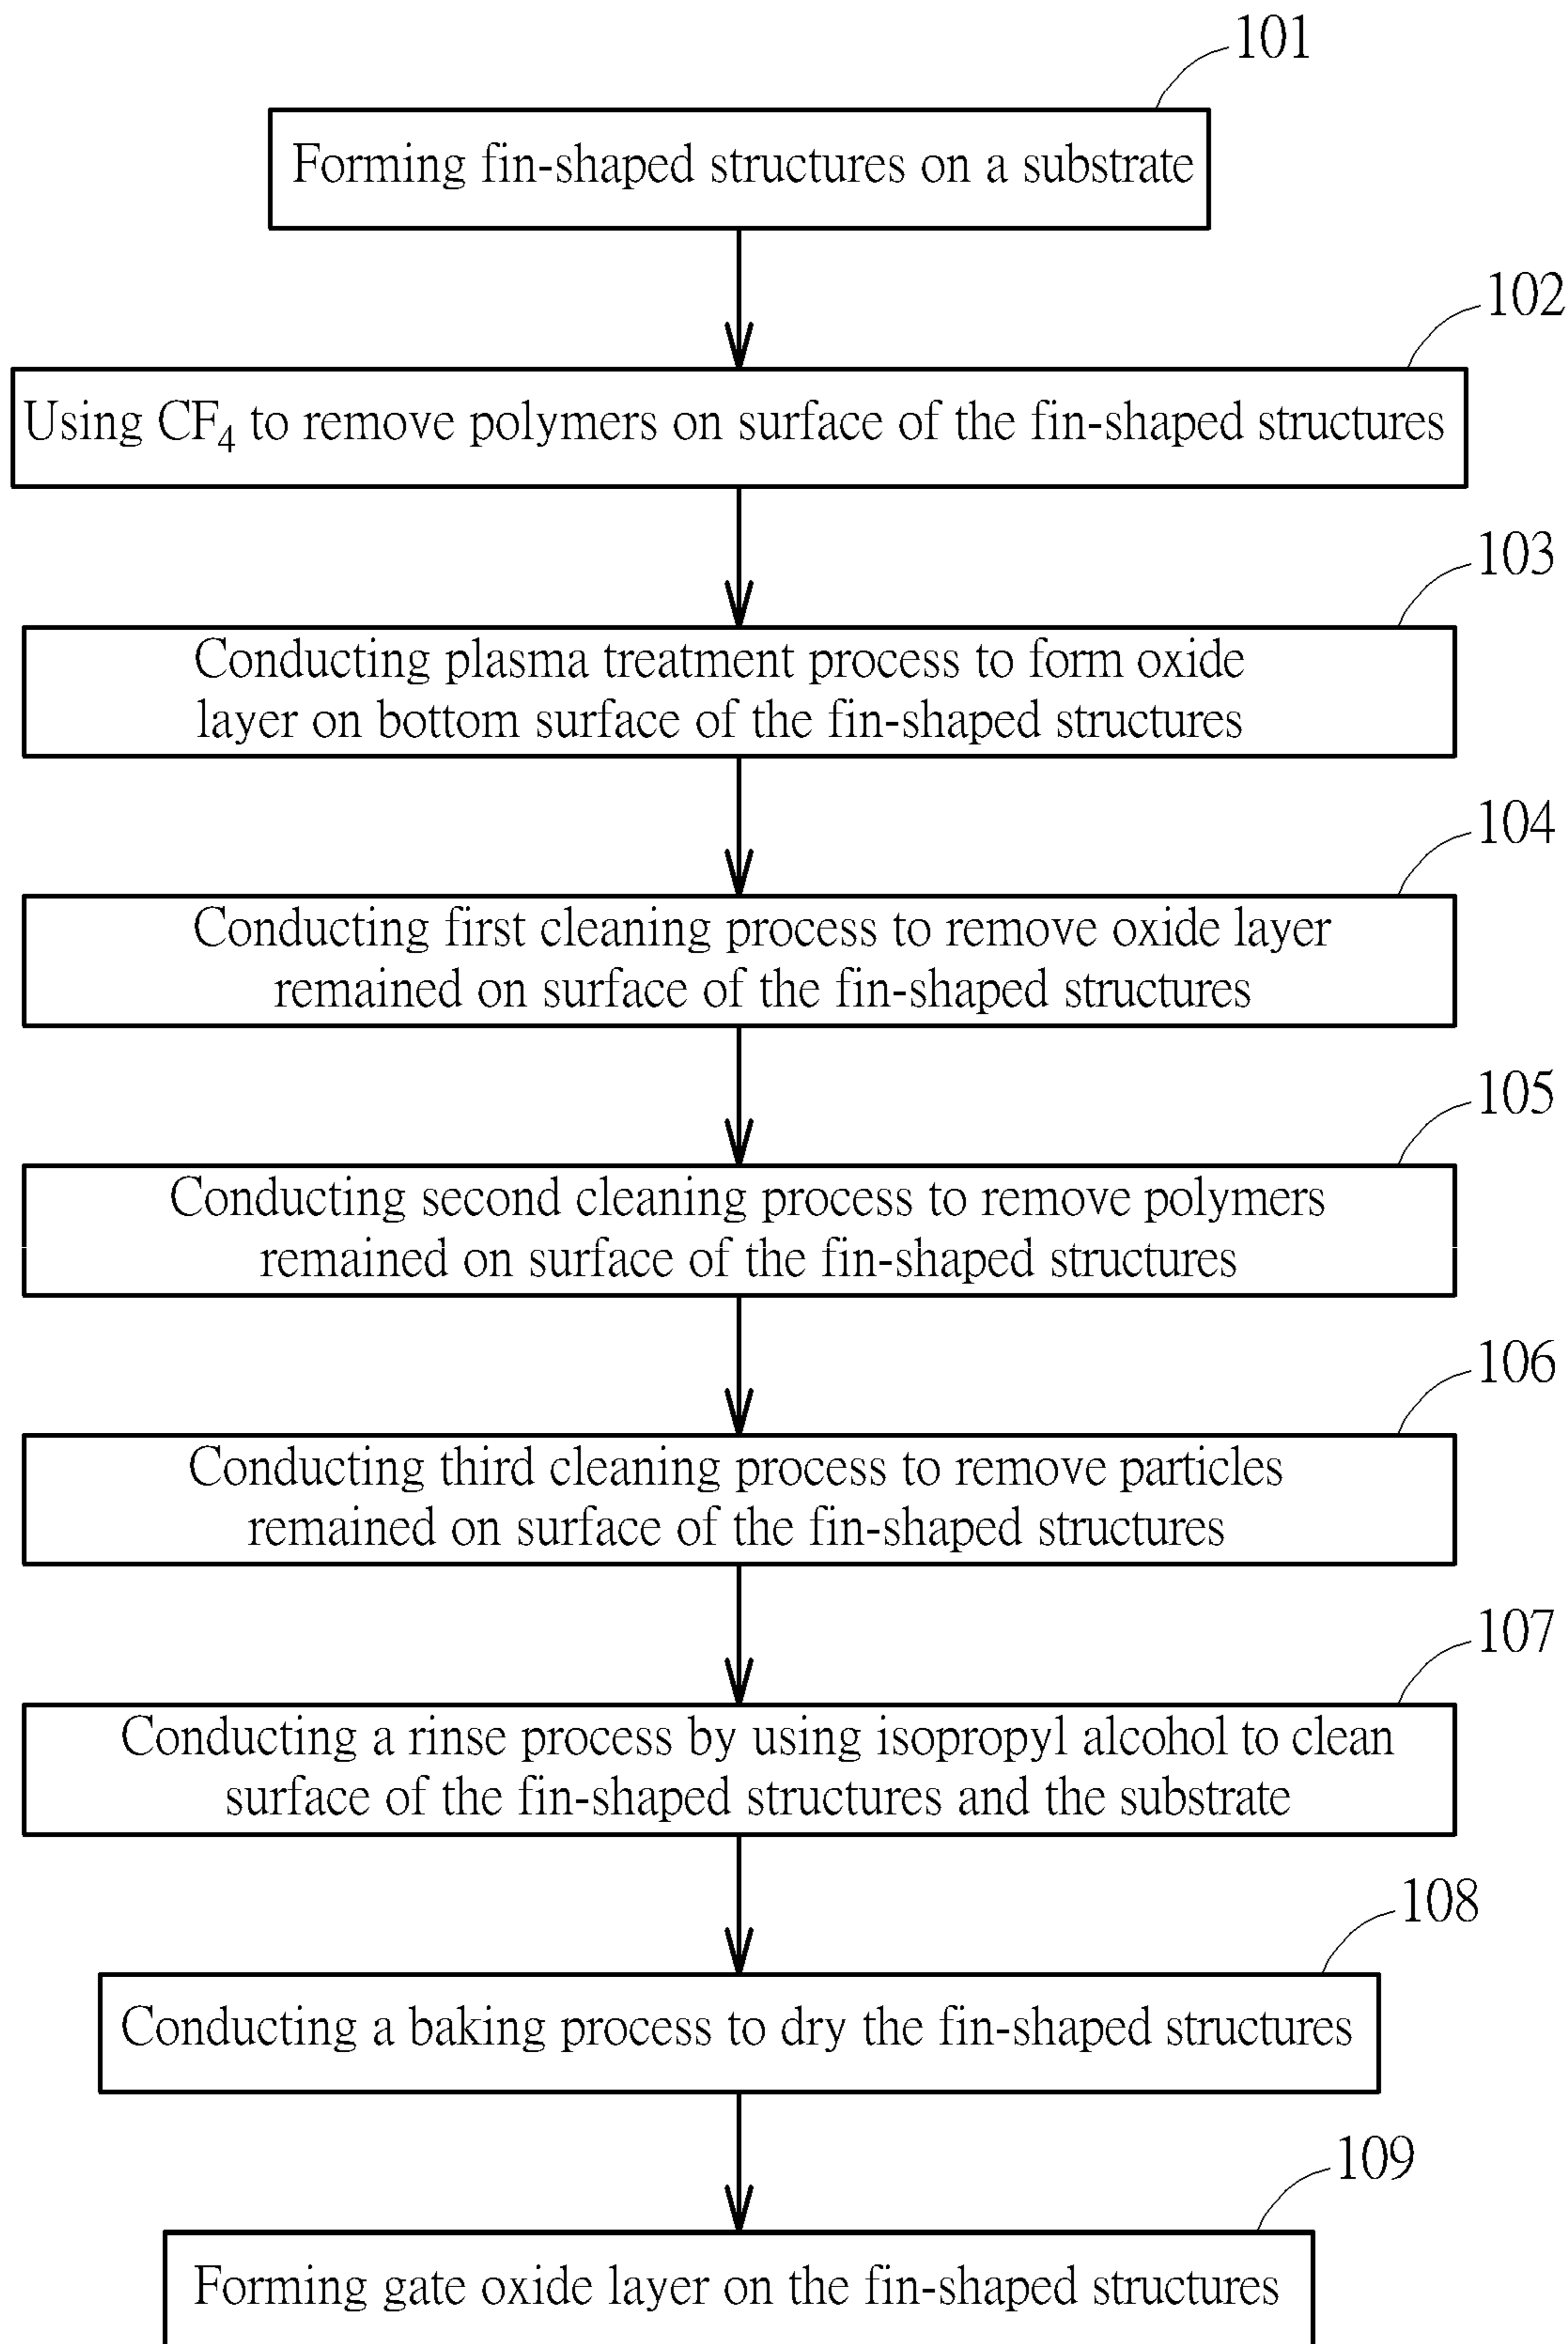 101
Forming fin-shaped structures on a substrate
102
Using CF₄ to remove polymers on surface of the fin-shaped structures
103
Conducting plasma treatment process to form oxide
layer on bottom surface of the fin-shaped structures
104
Conducting first cleaning process to remove oxide layer
remained on surface of the fin-shaped structures
105
Conducting second cleaning process to remove polymers
remained on surface of the fin-shaped structures
106
Conducting third cleaning process to remove particles
remained on surface of the fin-shaped structures
107
Conducting a rinse process by using isopropyl alcohol to clean
surface of the fin-shaped structures and the substrate
108
Conducting a baking process to dry the fin-shaped structures
109
Forming gate oxide layer on the fin-shaped structures